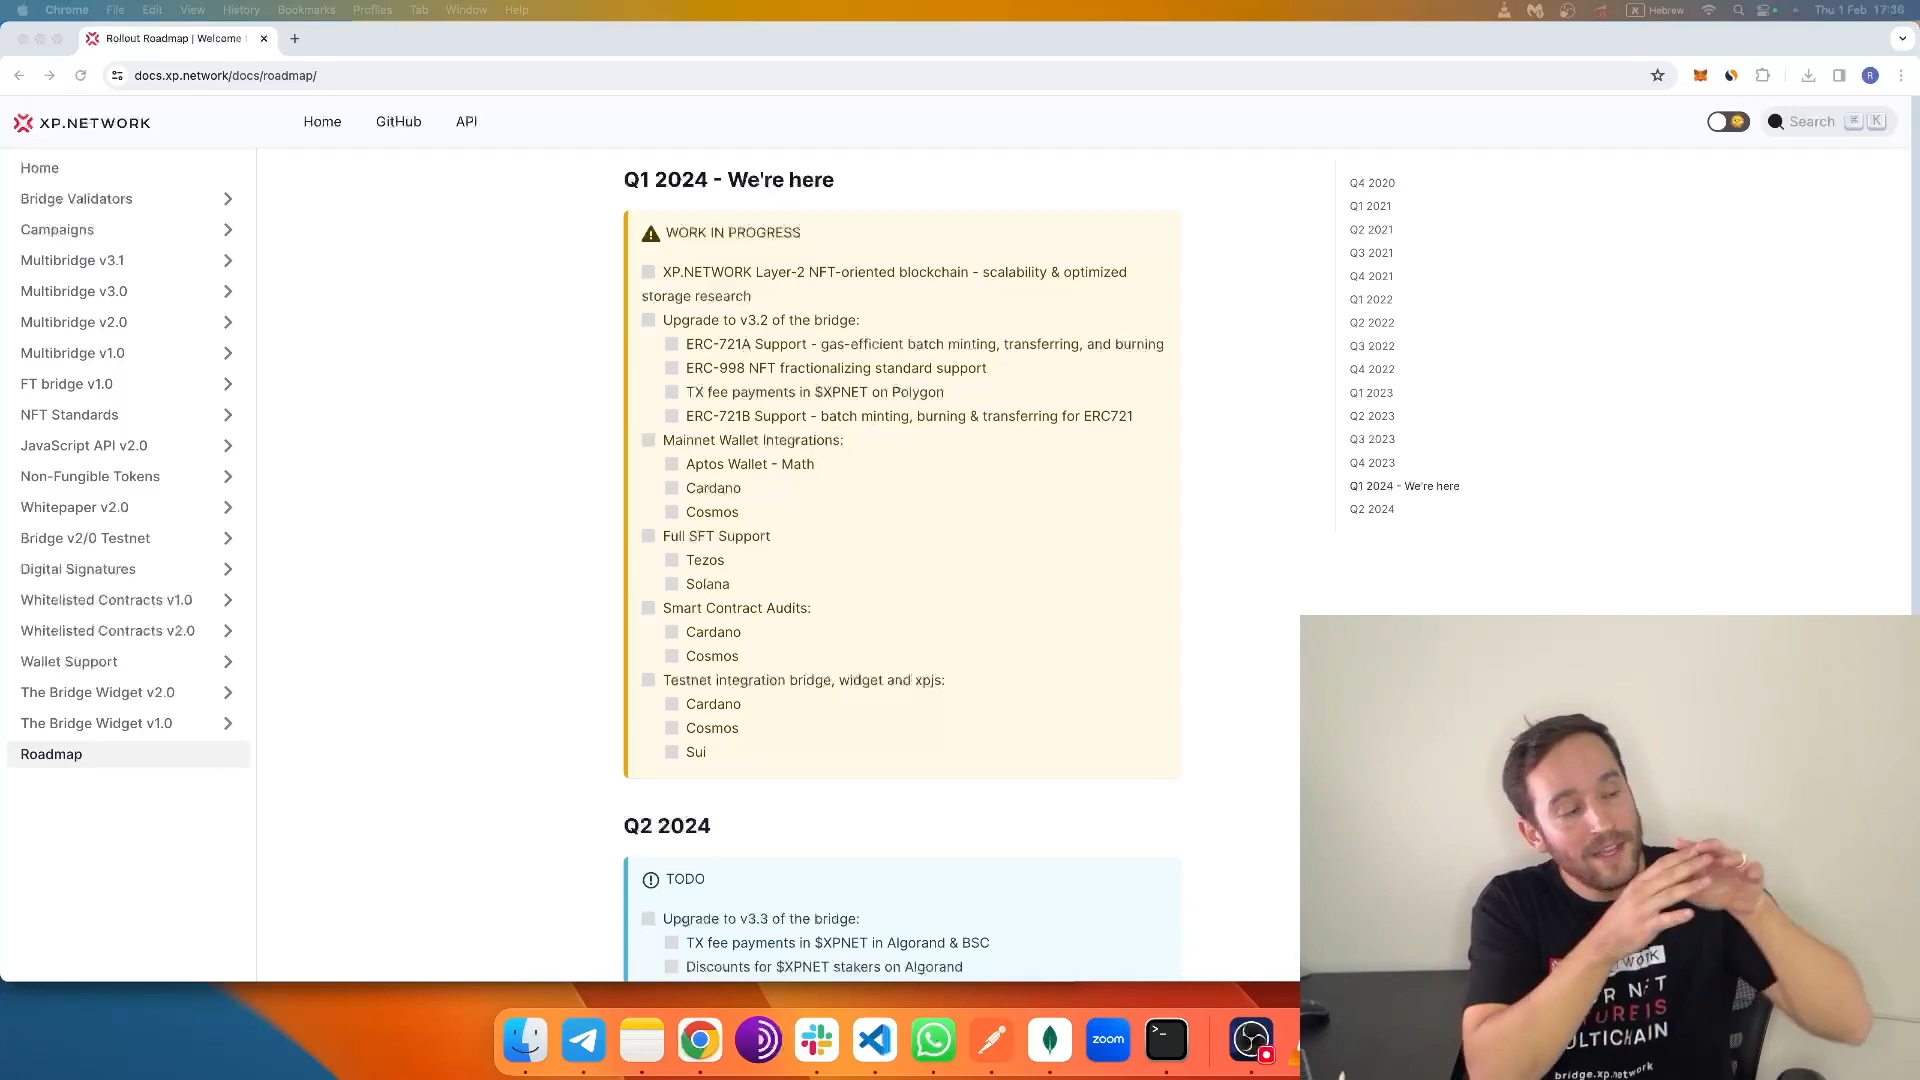 Chrome File Edit View History Bookmarks Profiles Tab Window Help
Hebrew Thu 1 Feb 17:36
Rollout Roadmap | Welcome
docs.xp.network/docs/roadmap/
R
XP.NETWORK
Home GitHub API
Search ⌘ K
Home
Bridge Validators
Campaigns
Multibridge v3.1
Multibridge v3.0
Multibridge v2.0
Multibridge v1.0
FT bridge v1.0
NFT Standards
JavaScript API v2.0
Non-Fungible Tokens
Whitepaper v2.0
Bridge v2/0 Testnet
Digital Signatures
Whitelisted Contracts v1.0
Whitelisted Contracts v2.0
Wallet Support
The Bridge Widget v2.0
The Bridge Widget v1.0
Roadmap
Q1 2024 - We're here
WORK IN PROGRESS
XP.NETWORK Layer-2 NFT-oriented blockchain - scalability & optimized
storage research
Upgrade to v3.2 of the bridge:
ERC-721A Support - gas-efficient batch minting, transferring, and burning
ERC-998 NFT fractionalizing standard support
TX fee payments in $XPNET on Polygon
ERC-721B Support - batch minting, burning & transferring for ERC721
Mainnet Wallet Integrations:
Aptos Wallet - Math
Cardano
Cosmos
Full SFT Support
Tezos
Solana
Smart Contract Audits:
Cardano
Cosmos
Testnet integration bridge, widget and xpjs:
Cardano
Cosmos
Sui
Q2 2024
TODO
Upgrade to v3.3 of the bridge:
TX fee payments in $XPNET in Algorand & BSC
Discounts for $XPNET stakers on Algorand
Q4 2020
Q1 2021
Q2 2021
Q3 2021
Q4 2021
Q1 2022
Q2 2022
Q3 2022
Q4 2022
Q1 2023
Q2 2023
Q3 2023
Q4 2023
Q1 2024 - We're here
Q2 2024
zoom
bridge.xp.network